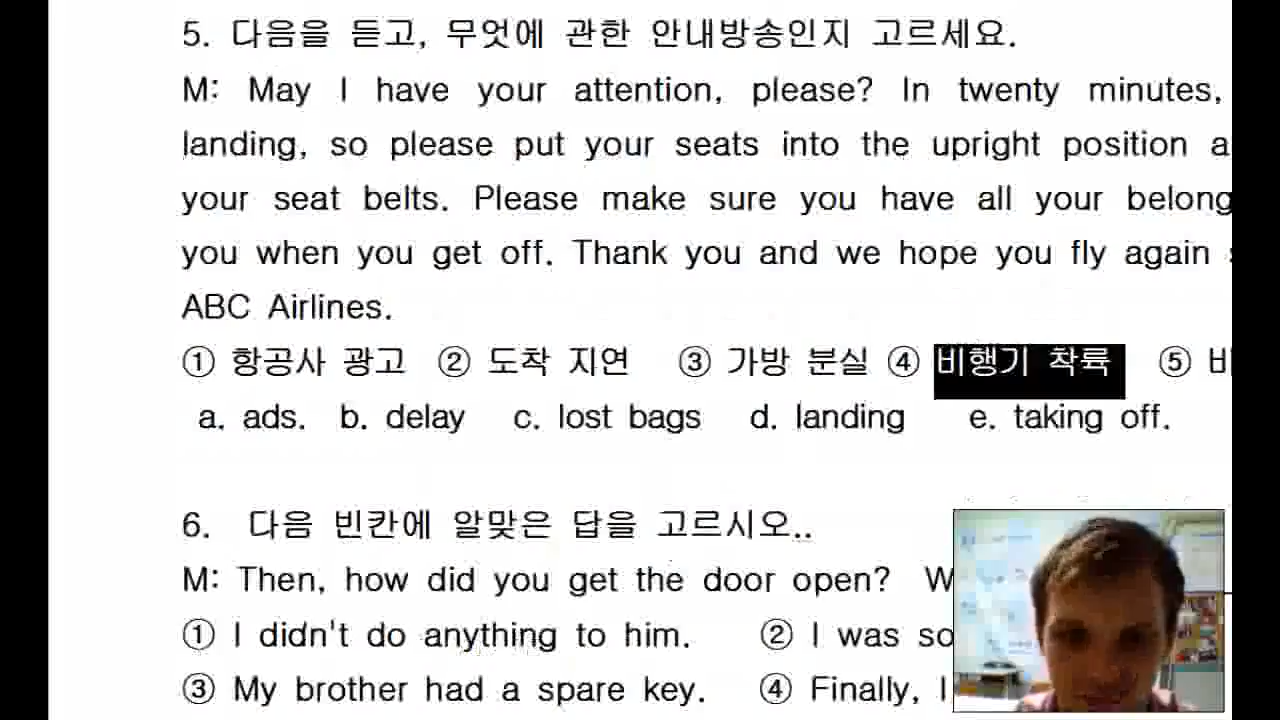 5. 다음을 듣고, 무엇에 관한 안내방송인지 고르세요.
M: May I have your attention, please? In twenty minutes,
landing, so please put your seats into the upright position a
your seat belts. Please make sure you have all your belong
you when you get off. Thank you and we hope you fly again
ABC Airlines.
① 항공사 광고 ② 도착 지연 ③ 가방 분실 ④ 비행기 착륙 ⑤ 비
a. ads. b. delay c. lost bags d. landing e. taking off.
6. 다음 빈칸에 알맞은 답을 고르시오..
M: Then, how did you get the door open? W
① I didn't do anything to him. ② I was so
③ My brother had a spare key. ④ Finally, I